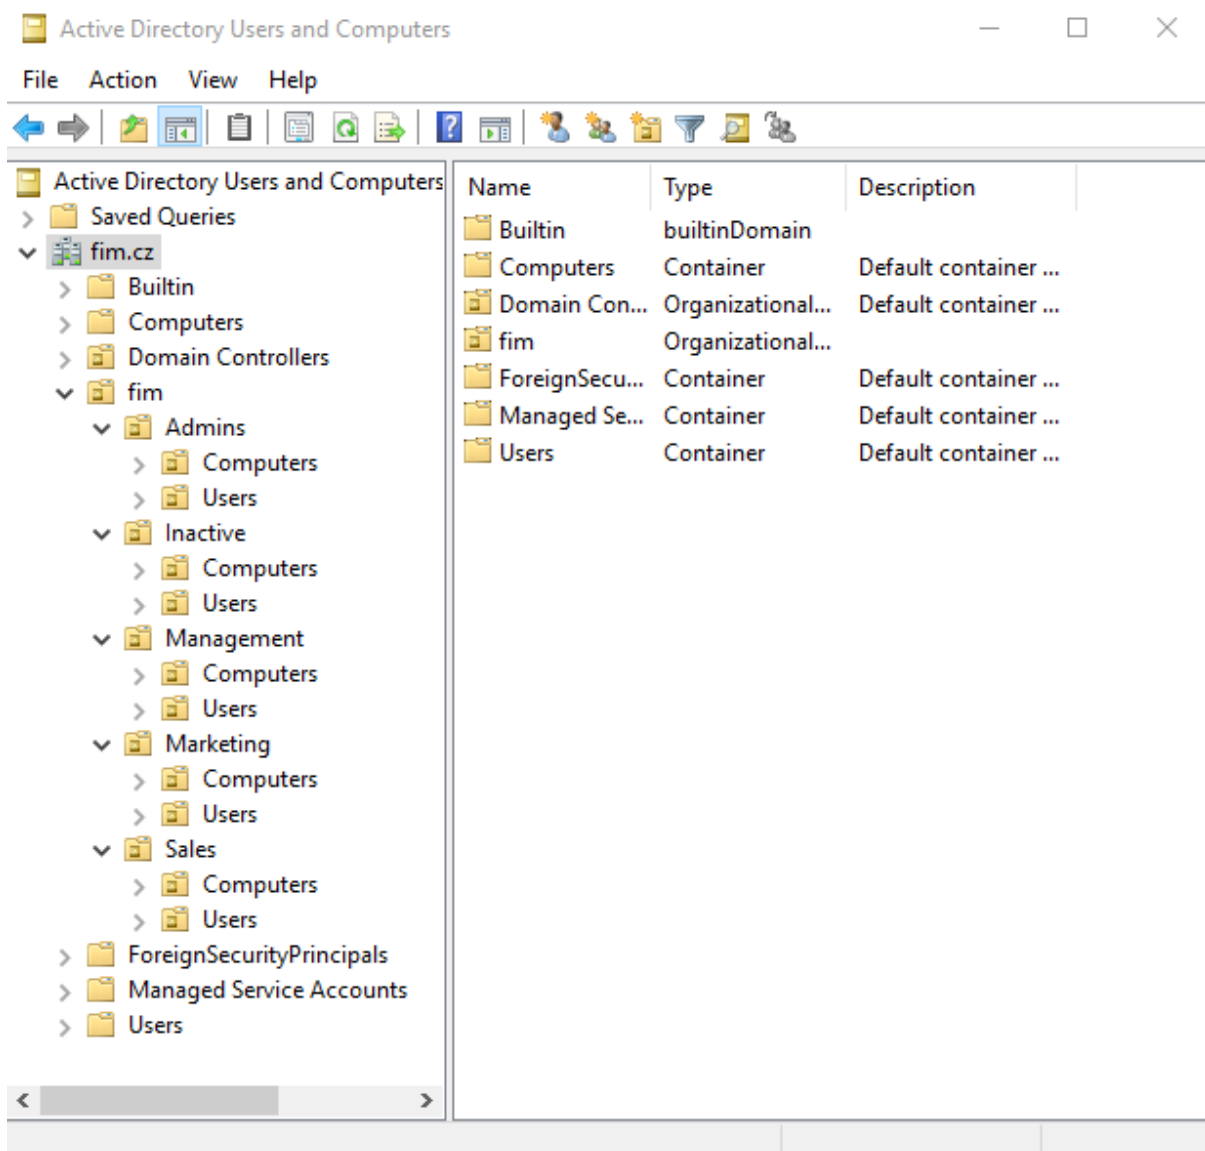 Active Directory Users and Computers
File Action View Help
Active Directory Users and Computers
Saved Queries
fim.cz
Builtin
Computers
Domain Controllers
fim
Admins
Computers
Users
Inactive
Computers
Users
Management
Computers
Users
Marketing
Computers
Users
Sales
Computers
Users
ForeignSecurityPrincipals
Managed Service Accounts
Users
Name Type Description
Builtin builtinDomain
Computers Container Default container ...
Domain Con... Organizational... Default container ...
fim Organizational...
ForeignSecu... Container Default container ...
Managed Se... Container Default container ...
Users Container Default container ...